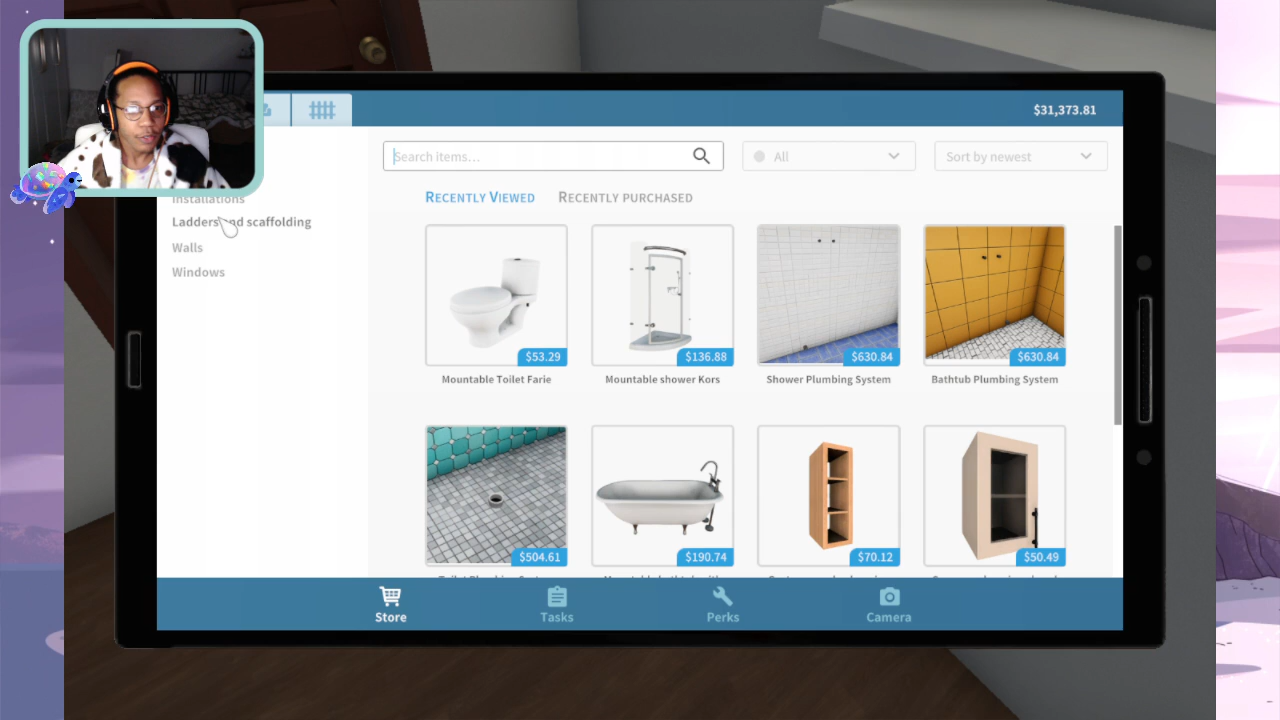 $31,373.81
Search items...
All
Sort by newest
Installations
Ladders and scaffolding
Walls
Windows
Recently Viewed
Recently purchased
$53.29
$136.88
$630.84
$630.84
Mountable Toilet Farie
Mountable shower Kors
Shower Plumbing System
Bathtub Plumbing System
$504.61
$190.74
$70.12
$50.49
Store
Tasks
Perks
Camera